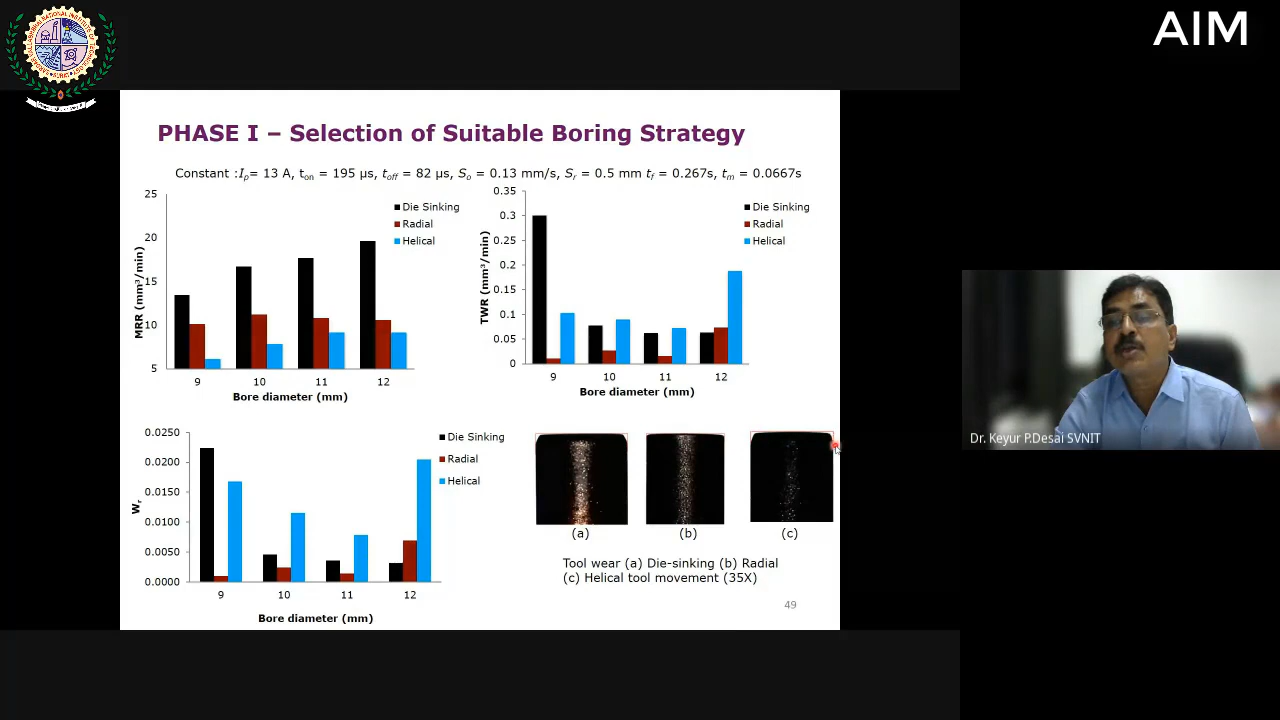 AIM
PHASE I – Selection of Suitable Boring Strategy
Constant :Ip= 13 A, ton = 195 µs, toff = 82 µs, So = 0.13 mm/s, Sr = 0.5 mm tf = 0.267s, tm = 0.0667s
25
20
15
10
5
MRR (mm³/min)
9 10 11 12
Bore diameter (mm)
Die Sinking
Radial
Helical
0.35
0.3
0.25
0.2
0.15
0.1
0.05
0
TWR (mm³/min)
9 10 11 12
Bore diameter (mm)
Die Sinking
Radial
Helical
0.0250
0.0200
0.0150
0.0100
0.0050
0.0000
Wr
9 10 11 12
Bore diameter (mm)
Die Sinking
Radial
Helical
(a) (b) (c)
Tool wear (a) Die-sinking (b) Radial
(c) Helical tool movement (35X)
49
Dr. Keyur P.Desai SVNIT